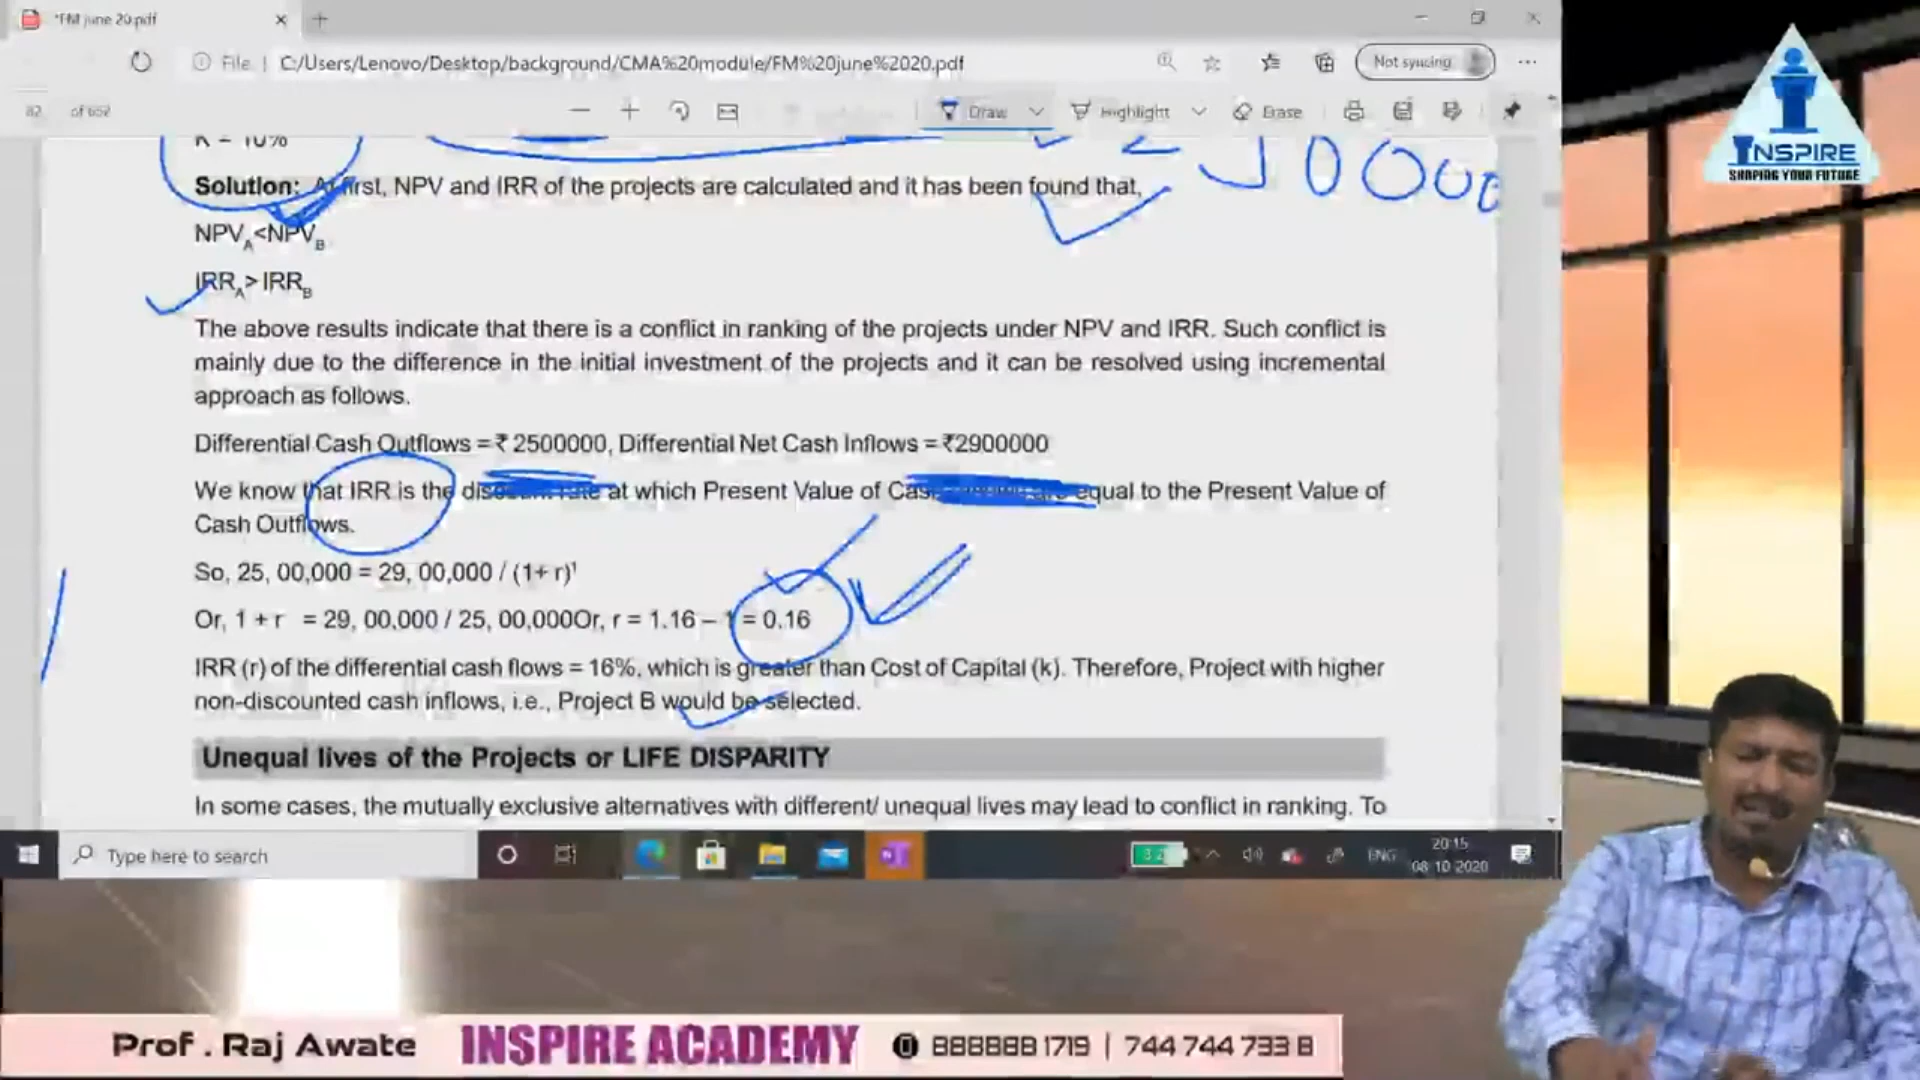 *FM june 20.pdf
File | C:/Users/Lenovo/Desktop/background/CMA%20module/FM%20june%2020.pdf
Not syncing
82 of 652
Draw
Highlight
Erase
K = 10%
Solution: At first, NPV and IRR of the projects are calculated and it has been found that,
10000
NPVA<NPVB
IRRA> IRRB
The above results indicate that there is a conflict in ranking of the projects under NPV and IRR. Such conflict is
mainly due to the difference in the initial investment of the projects and it can be resolved using incremental
approach as follows.
Differential Cash Outflows = ₹ 2500000, Differential Net Cash Inflows = ₹2900000
We know that IRR is the discount rate at which Present Value of Cash are equal to the Present Value of
Cash Outflows.
So, 25, 00,000 = 29, 00,000 / (1+ r)¹
Or, 1 + r = 29, 00,000 / 25, 00,000Or, r = 1.16 – 1 = 0.16
IRR (r) of the differential cash flows = 16%, which is greater than Cost of Capital (k). Therefore, Project with higher
non-discounted cash inflows, i.e., Project B would be selected.
Unequal lives of the Projects or LIFE DISPARITY
In some cases, the mutually exclusive alternatives with different/ unequal lives may lead to conflict in ranking. To
Type here to search
32
ENG
20:15
08-10-2020
INSPIRE
SHAPING YOUR FUTURE
Prof . Raj Awate INSPIRE ACADEMY 888888 1719 | 744 744 733 8